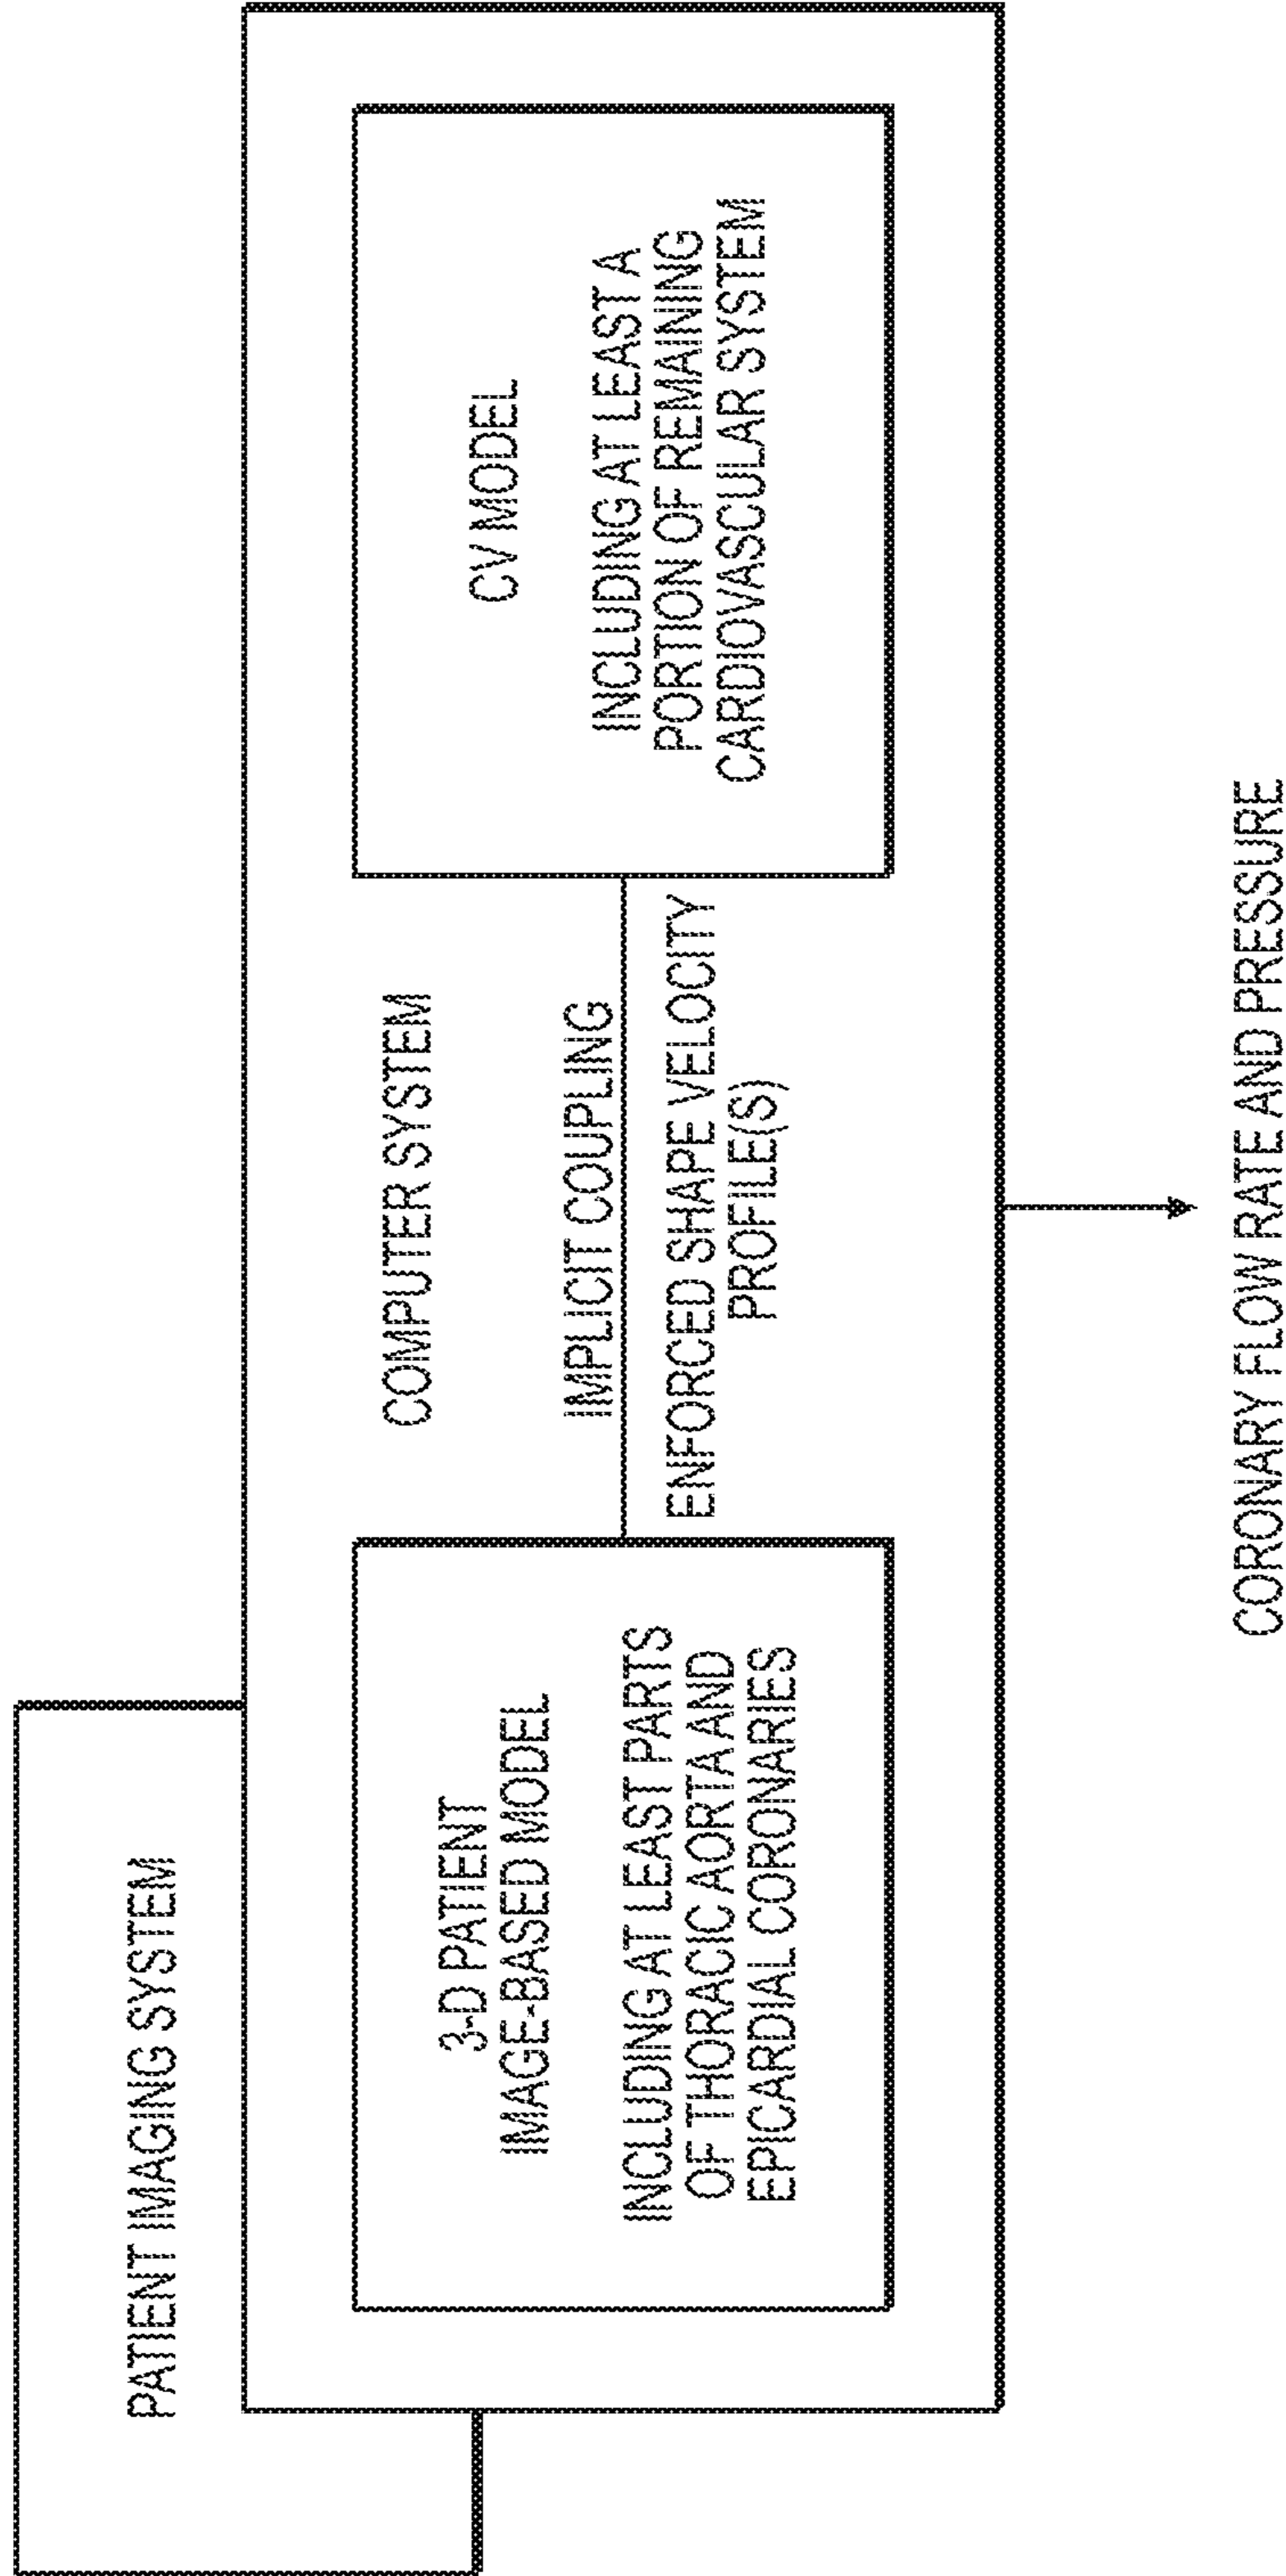 PATIENT IMAGING SYSTEM
COMPUTER SYSTEM
3-D PATIENT
IMAGE-BASED MODEL
INCLUDING AT LEAST PARTS
OF THORACIC AORTA AND
EPICARDIAL CORONARIES
IMPLICIT COUPLING
ENFORCED SHAPE VELOCITY
PROFILE(S)
CV MODEL
INCLUDING AT LEAST A
PORTION OF REMAINING
CARDIOVASCULAR SYSTEM
CORONARY FLOW RATE AND PRESSURE